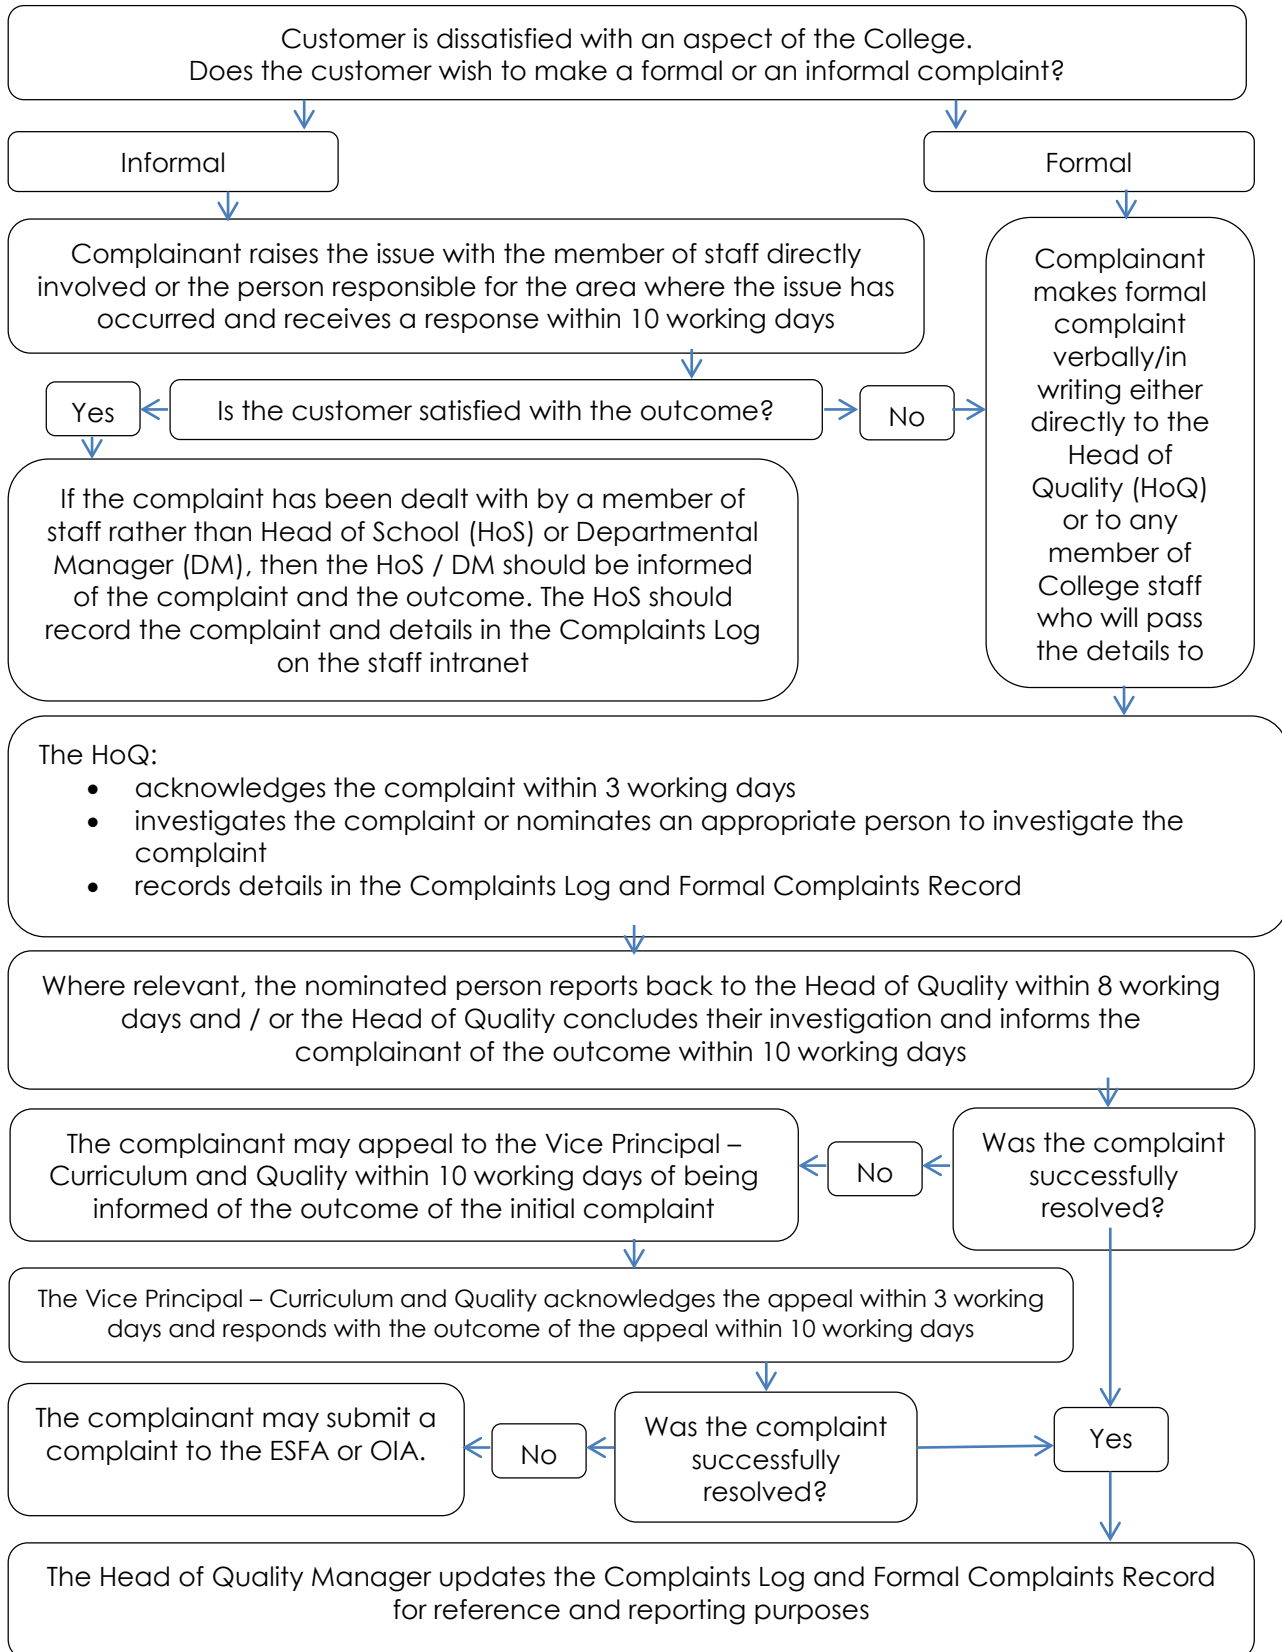 Customer is dissatisfied with an aspect of the College.
Does the customer wish to make a formal or an informal complaint?
Informal
Formal
Complainant raises the issue with the member of staff directly
involved or the person responsible for the area where the issue has
occurred and receives a response within 10 working days
Complainant
makes formal
complaint
verbally/in
writing either
directly to the
Head of
Quality (HoQ)
or to any
member of
College staff
who will pass
the details to
Yes
Is the customer satisfied with the outcome?
No
If the complaint has been dealt with by a member of
staff rather than Head of School (HoS) or Departmental
Manager (DM), then the HoS / DM should be informed
of the complaint and the outcome. The HoS should
record the complaint and details in the Complaints Log
on the staff intranet
The HoQ:
• acknowledges the complaint within 3 working days
• investigates the complaint or nominates an appropriate person to investigate the
complaint
• records details in the Complaints Log and Formal Complaints Record
Where relevant, the nominated person reports back to the Head of Quality within 8 working
days and / or the Head of Quality concludes their investigation and informs the
complainant of the outcome within 10 working days
Was the complaint
successfully
resolved?
No
The complainant may appeal to the Vice Principal –
Curriculum and Quality within 10 working days of being
informed of the outcome of the initial complaint
The Vice Principal – Curriculum and Quality acknowledges the appeal within 3 working
days and responds with the outcome of the appeal within 10 working days
Was the complaint
successfully
resolved?
No
The complainant may submit a
complaint to the ESFA or OIA.
Yes
The Head of Quality Manager updates the Complaints Log and Formal Complaints Record
for reference and reporting purposes